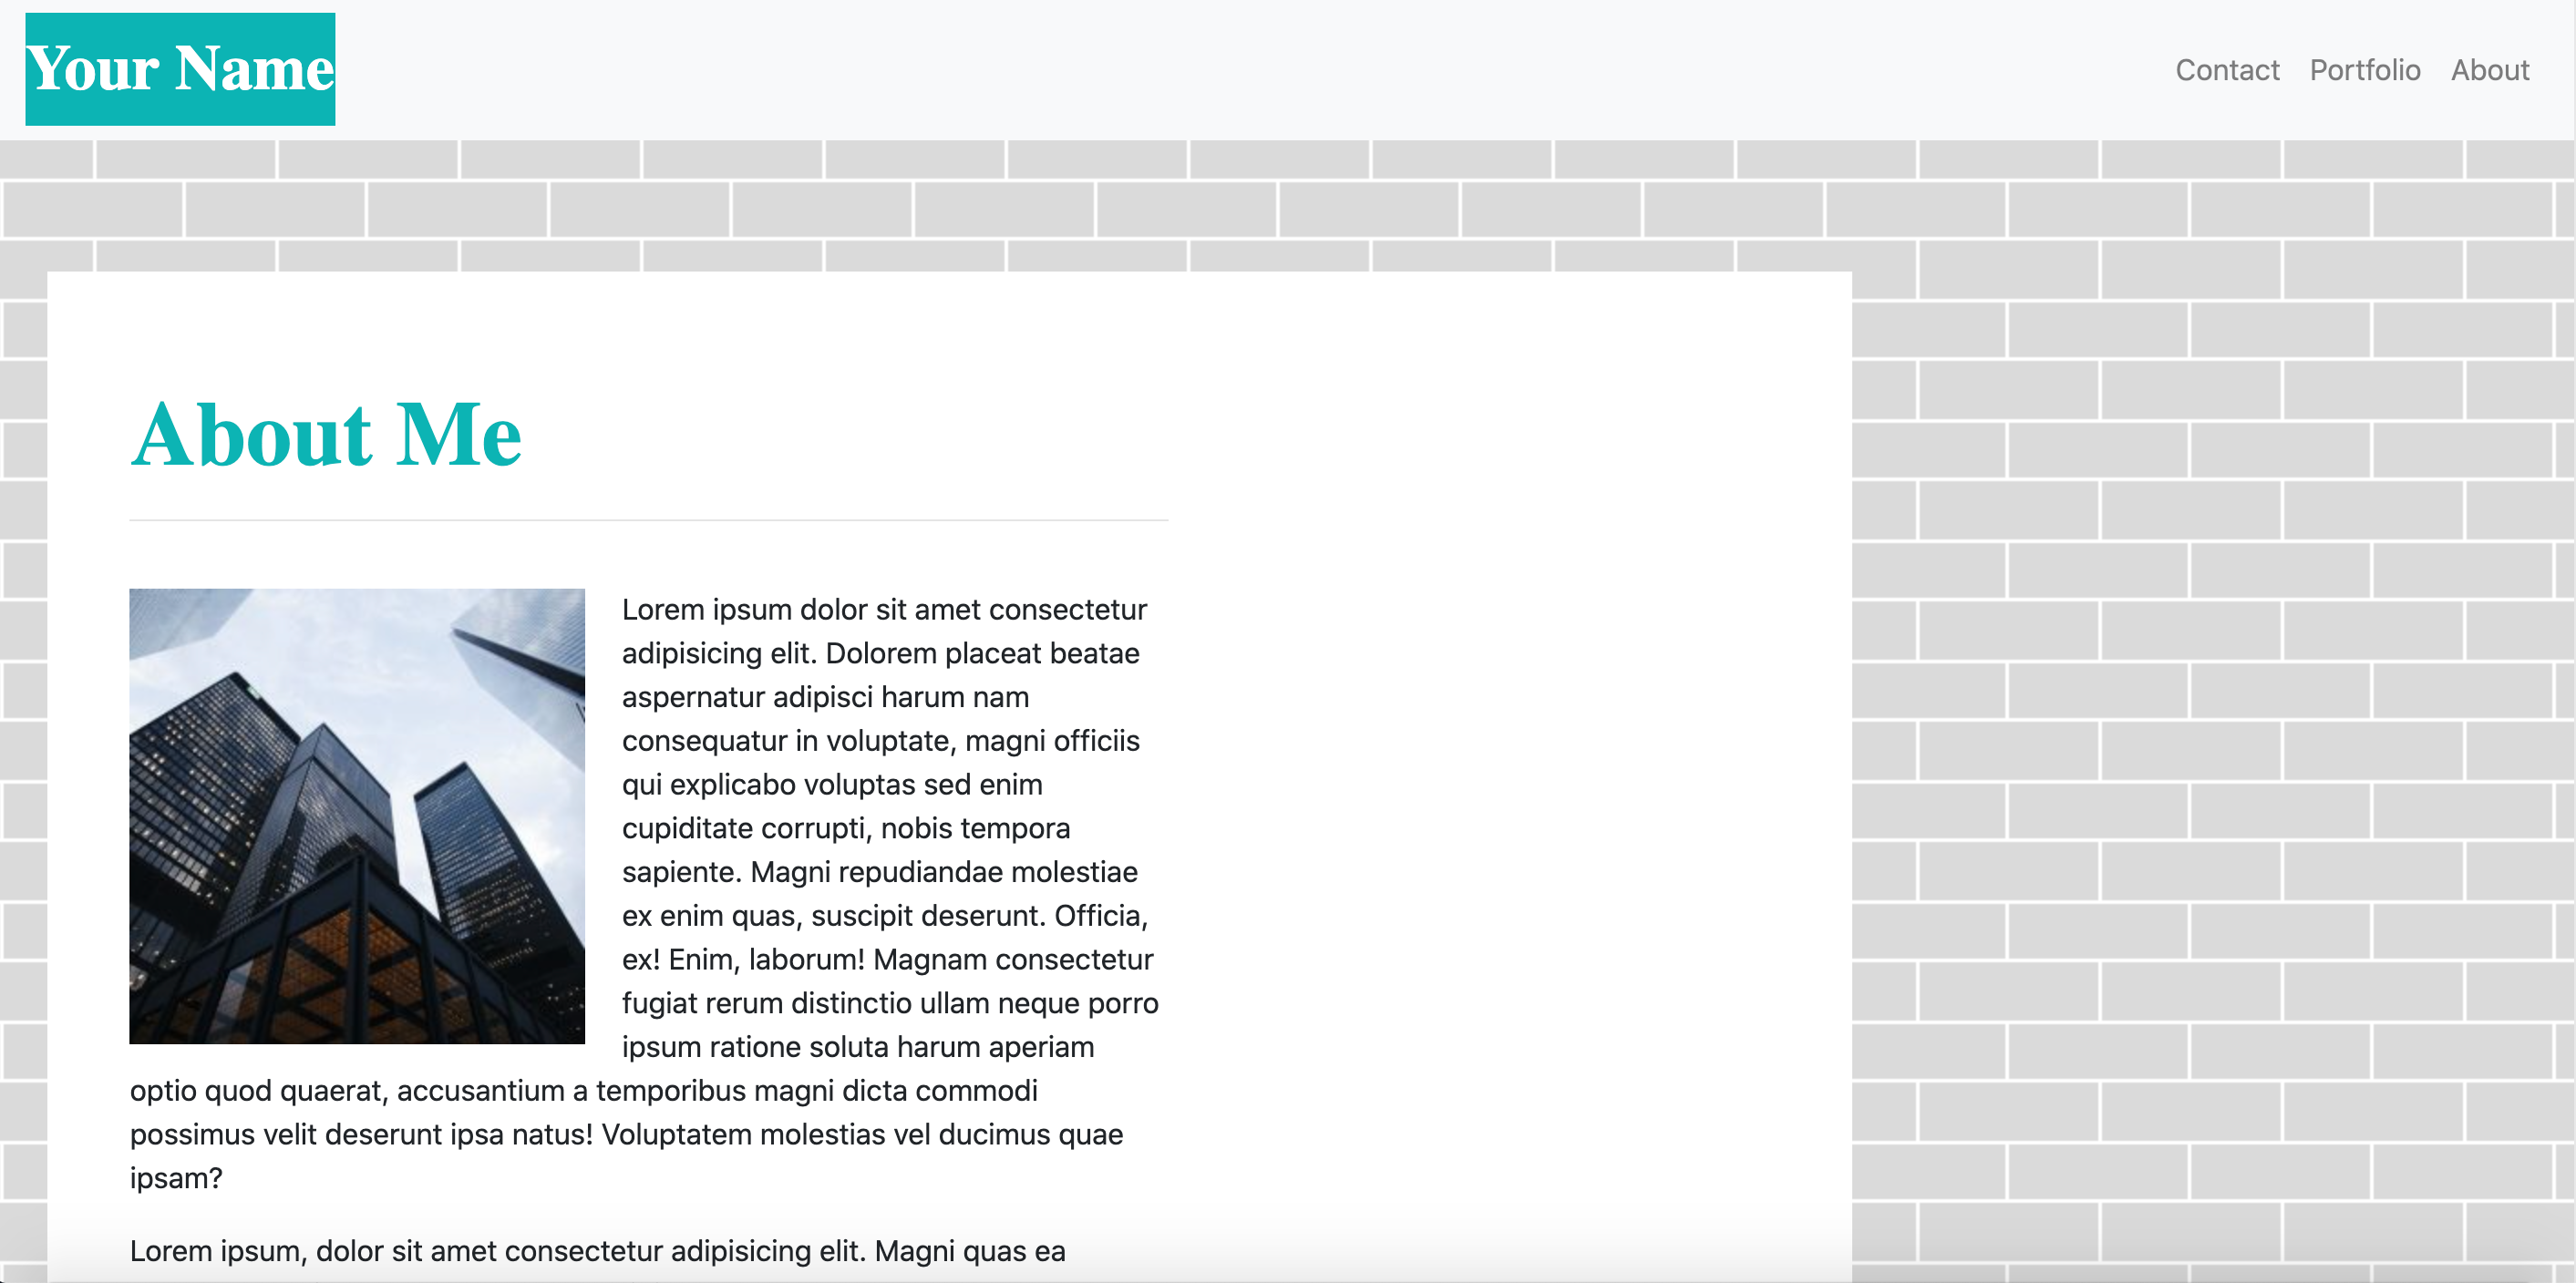 Your Name
Contact Portfolio About
About Me
Lorem ipsum dolor sit amet consectetur
adipisicing elit. Dolorem placeat beatae
aspernatur adipisci harum nam
consequatur in voluptate, magni officiis
qui explicabo voluptas sed enim
cupiditate corrupti, nobis tempora
sapiente. Magni repudiandae molestiae
ex enim quas, suscipit deserunt. Officia,
ex! Enim, laborum! Magnam consectetur
fugiat rerum distinctio ullam neque porro
ipsum ratione soluta harum aperiam
optio quod quaerat, accusantium a temporibus magni dicta commodi
possimus velit deserunt ipsa natus! Voluptatem molestias vel ducimus quae
ipsam?
Lorem ipsum, dolor sit amet consectetur adipisicing elit. Magni quas ea